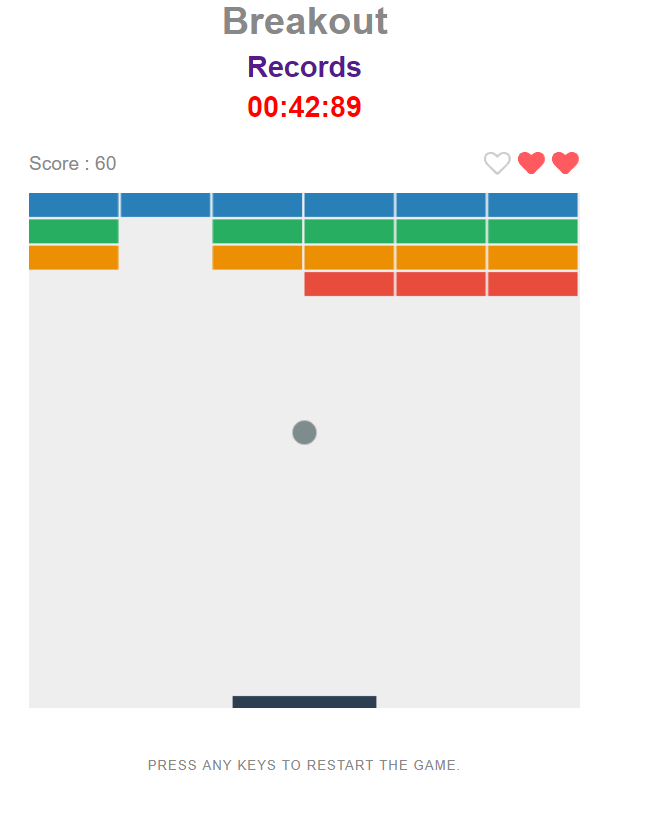 Breakout
Records
00:42:89
Score : 60
PRESS ANY KEYS TO RESTART THE GAME.